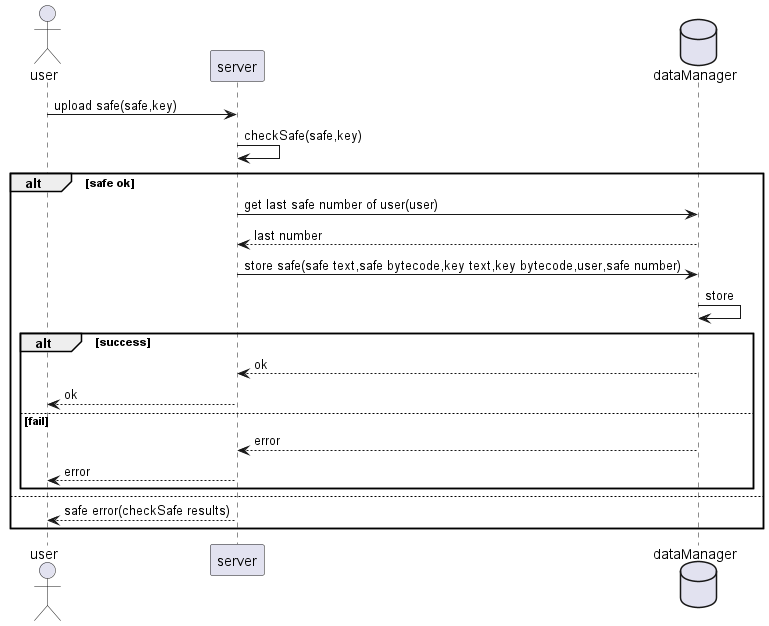 user
server
dataManager
upload safe(safe,key)
checkSafe(safe,key)
alt [safe ok]
get last safe number of user(user)
last number
store safe(safe text,safe bytecode,key text,key bytecode,user,safe number)
store
alt [success]
ok
ok
[fail]
error
error
safe error(checkSafe results)
user
server
dataManager